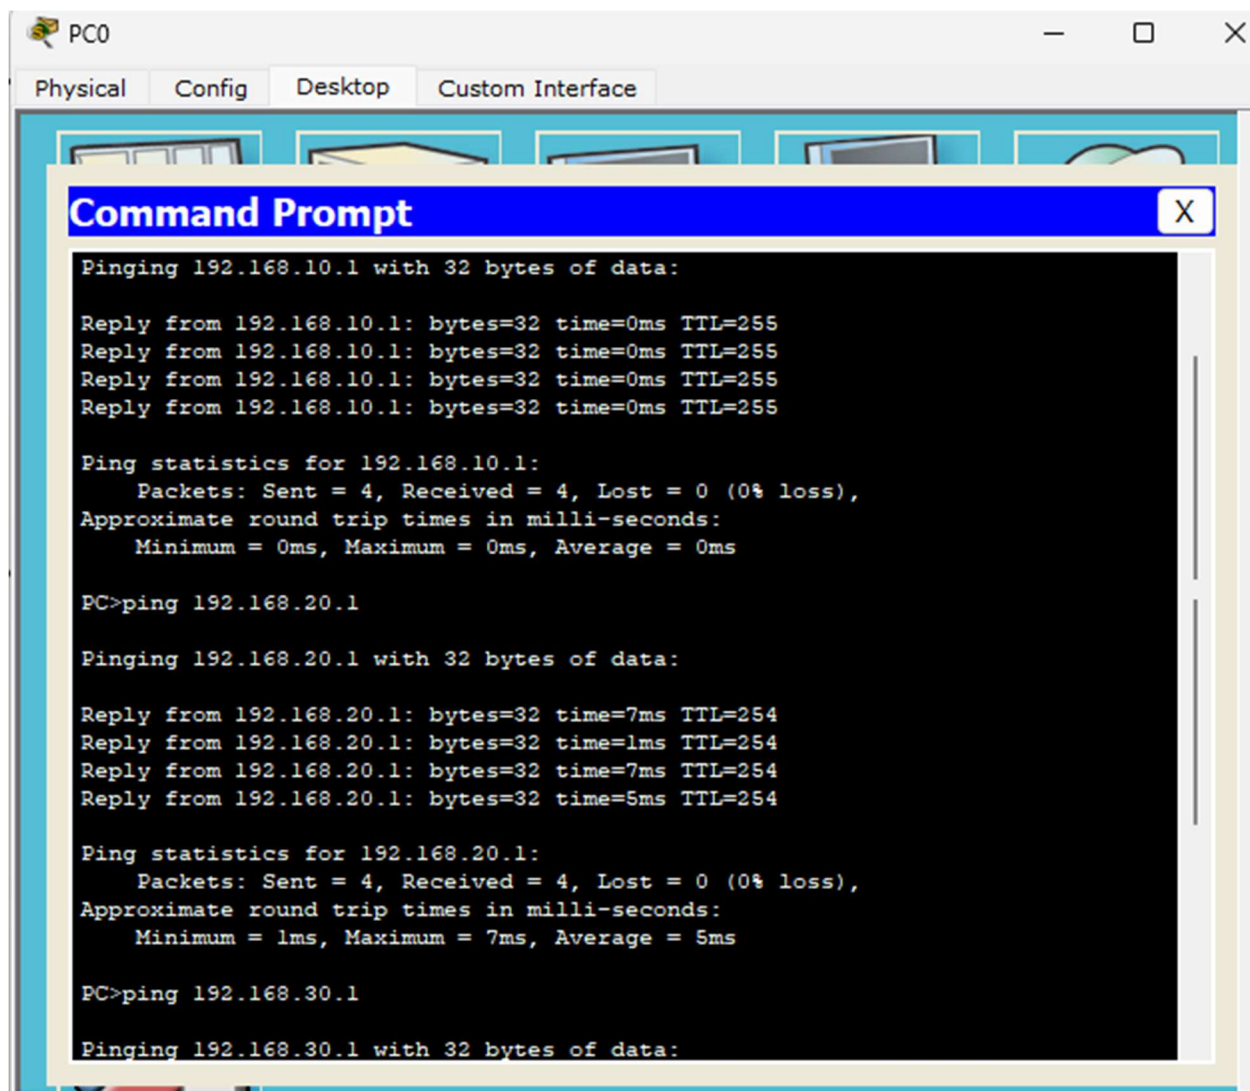 PC0
Physical Config Desktop Custom Interface
Command Prompt X
Pinging 192.168.10.1 with 32 bytes of data:
Reply from 192.168.10.1: bytes=32 time=0ms TTL=255
Reply from 192.168.10.1: bytes=32 time=0ms TTL=255
Reply from 192.168.10.1: bytes=32 time=0ms TTL=255
Reply from 192.168.10.1: bytes=32 time=0ms TTL=255
Ping statistics for 192.168.10.1:
Packets: Sent = 4, Received = 4, Lost = 0 (0% loss),
Approximate round trip times in milli-seconds:
Minimum = 0ms, Maximum = 0ms, Average = 0ms
PC>ping 192.168.20.1
Pinging 192.168.20.1 with 32 bytes of data:
Reply from 192.168.20.1: bytes=32 time=7ms TTL=254
Reply from 192.168.20.1: bytes=32 time=1ms TTL=254
Reply from 192.168.20.1: bytes=32 time=7ms TTL=254
Reply from 192.168.20.1: bytes=32 time=5ms TTL=254
Ping statistics for 192.168.20.1:
Packets: Sent = 4, Received = 4, Lost = 0 (0% loss),
Approximate round trip times in milli-seconds:
Minimum = 1ms, Maximum = 7ms, Average = 5ms
PC>ping 192.168.30.1
Pinging 192.168.30.1 with 32 bytes of data: